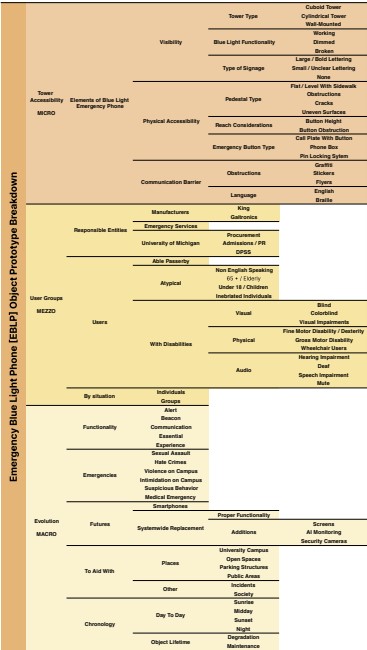 Emergency Blue Light Phone [EBLP] Object Prototype Breakdown
Tower
Accessibility
MICRO
Elements of Blue Light
Emergency Phone
Visibility
Tower Type
Cuboid Tower
Cylindrical Tower
Wall-Mounted
Blue Light Functionality
Working
Dimmed
Broken
Type of Signage
Large / Bold Lettering
Small / Unclear Lettering
None
Physical Accessibility
Pedestal Type
Flat / Level With Sidewalk
Obstructions
Cracks
Uneven Surfaces
Reach Considerations
Button Height
Button Obstruction
Emergency Button Type
Call Plate With Button
Phone Box
Pin Locking Sytem
Communication Barrier
Obstructions
Graffiti
Stickers
Flyers
Language
English
Braille
User Groups
MEZZO
Responsible Entities
Manufacturers
King
Gaitronics
Emergency Services
University of Michigan
Procurement
Admissions / PR
DPSS
Users
Able Passerby
Atypical
Non English Speaking
65 + / Elderly
Under 18 / Children
Inebriated Individuals
With Disabilities
Visual
Blind
Colorblind
Visual Impairments
Physical
Fine Motor Disability / Dexterity
Gross Motor Disability
Wheelchair Users
Audio
Hearing Impairment
Deaf
Speech Impairment
Mute
By situation
Individuals
Groups
Evolution
MACRO
Functionality
Alert
Beacon
Communication
Essential
Experience
Emergencies
Sexual Assault
Hate Crimes
Violence on Campus
Intimidation on Campus
Suspicious Behavior
Medical Emergency
Futures
Smartphones
Systemwide Replacement
Proper Functionality
Additions
Screens
AI Monitoring
Security Cameras
To Aid With
Places
University Campus
Open Spaces
Parking Structures
Public Areas
Other
Incidents
Society
Chronology
Day To Day
Sunrise
Midday
Sunset
Night
Object Lifetime
Degradation
Maintenance